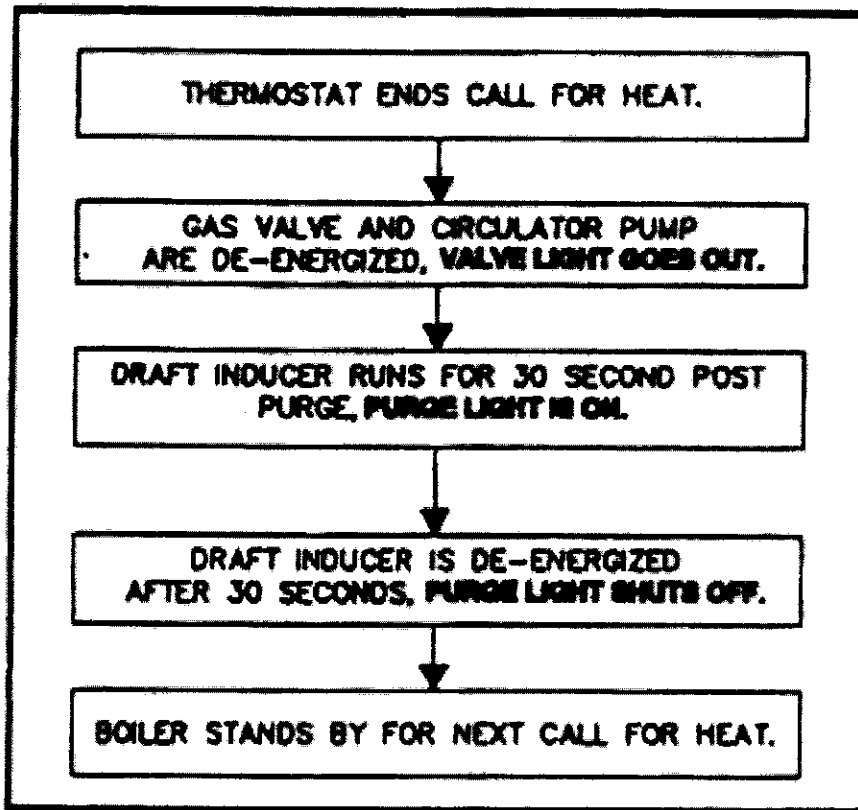 THERMOSTAT ENDS CALL FOR HEAT.
GAS VALVE AND CIRCULATOR PUMP
ARE DE-ENERGIZED, VALVE LIGHT GOES OUT.
DRAFT INDUCER RUNS FOR 30 SECOND POST
PURGE, PURGE LIGHT IS ON.
DRAFT INDUCER IS DE-ENERGIZED
AFTER 30 SECONDS, PURGE LIGHT SHUTS OFF.
BOILER STANDS BY FOR NEXT CALL FOR HEAT.